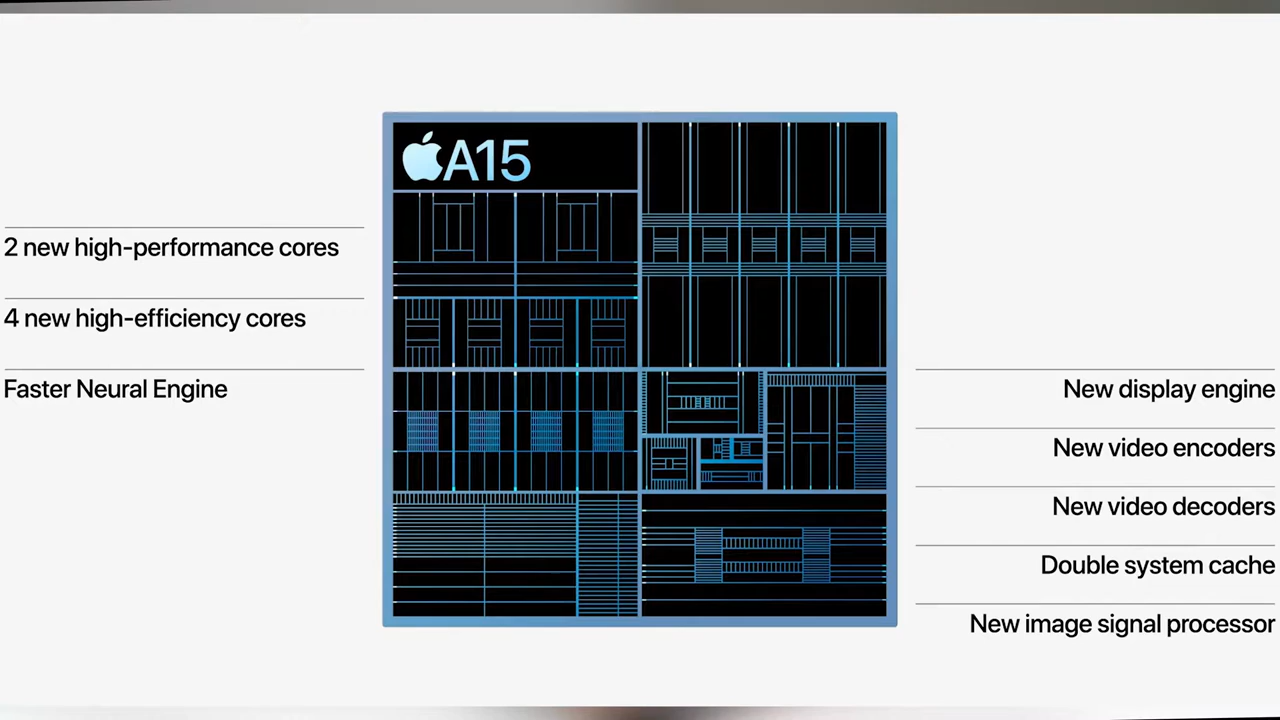 A15
2 new high-performance cores
4 new high-efficiency cores
Faster Neural Engine
New display engine
New video encoders
New video decoders
Double system cache
New image signal processor